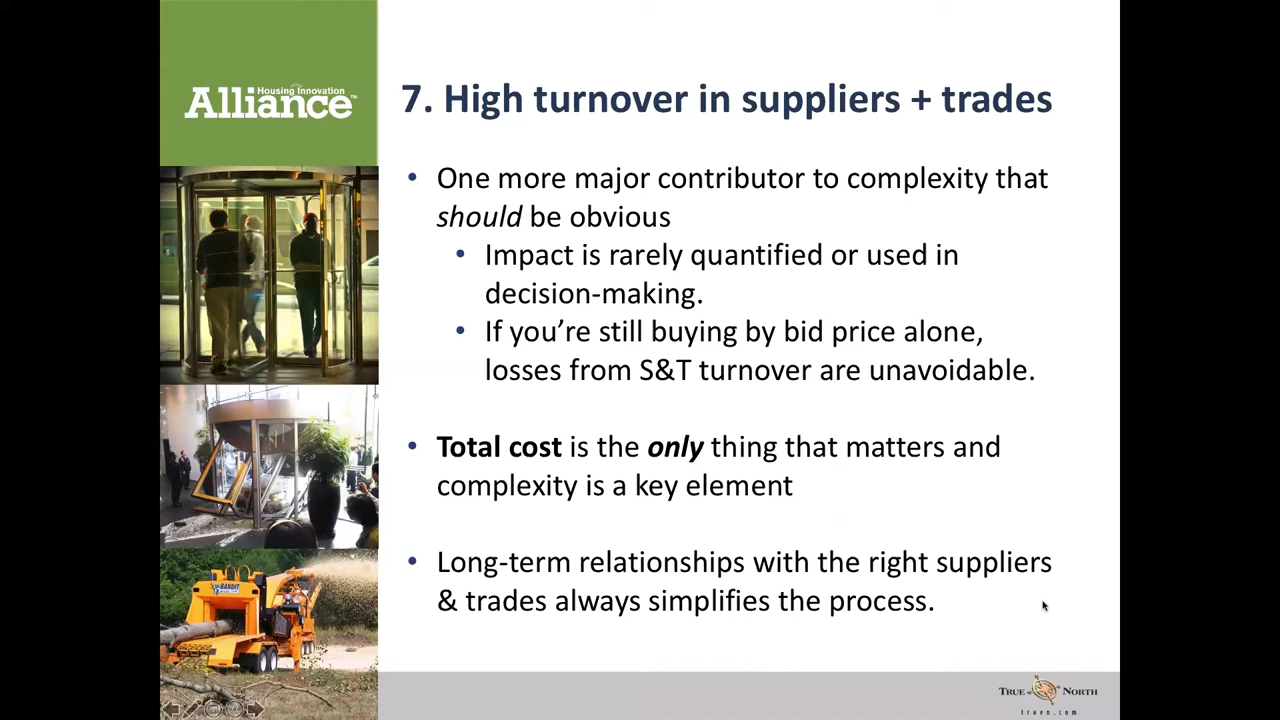 Housing Innovation
Alliance™
7. High turnover in suppliers + trades
• One more major contributor to complexity that
should be obvious
• Impact is rarely quantified or used in
decision-making.
• If you’re still buying by bid price alone,
losses from S&T turnover are unavoidable.
• Total cost is the only thing that matters and
complexity is a key element
• Long-term relationships with the right suppliers
& trades always simplifies the process.
BANDIT
TRUE NORTH
truen.com